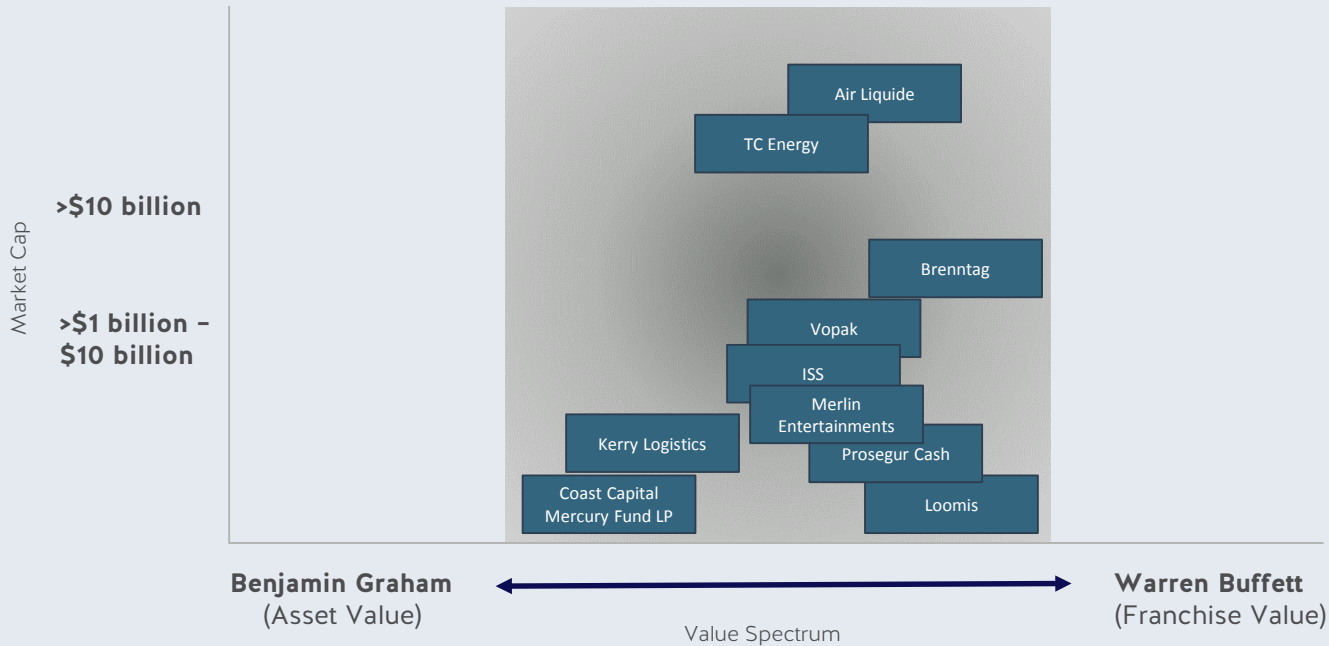 Air Liquide
TC Energy
Market Cap
>$10 billion
Brenntag
>$1 billion –
$10 billion
Vopak
ISS
Merlin
Entertainments
Kerry Logistics
Prosegur Cash
Coast Capital
Mercury Fund LP
Loomis
Benjamin Graham
(Asset Value)
Warren Buffett
(Franchise Value)
Value Spectrum